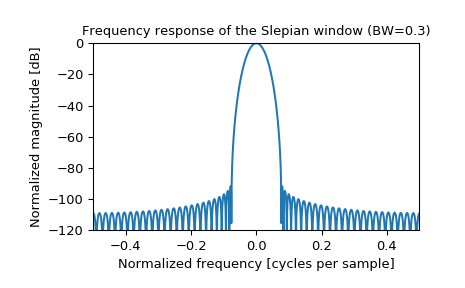 Frequency response of the Slepian window (BW=0.3)
Normalized magnitude [dB]
0
−20
−40
−60
−80
−100
−120
−0.4 −0.2 0.0 0.2 0.4
Normalized frequency [cycles per sample]